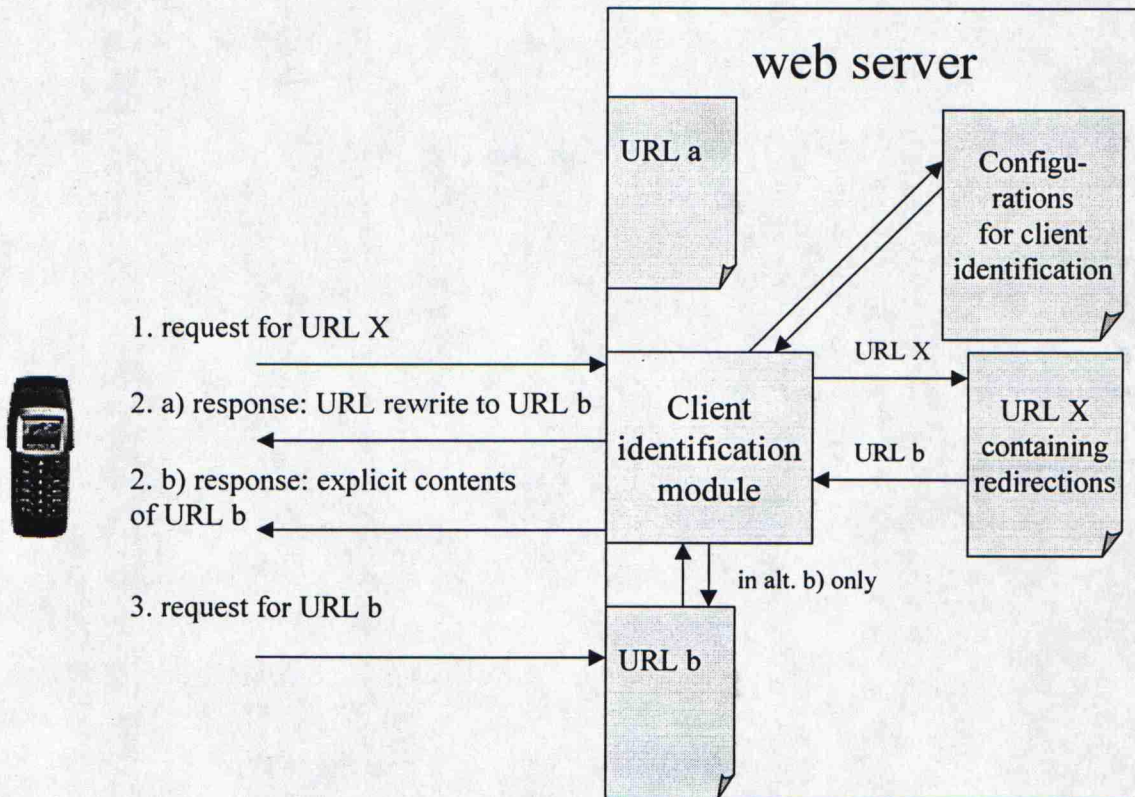 web server
URL a
Configu-
rations
for client
identification
1. request for URL X
URL X
2. a) response: URL rewrite to URL b
Client
identification
module
URL X
containing
redirections
URL b
2. b) response: explicit contents
of URL b
in alt. b) only
3. request for URL b
URL b